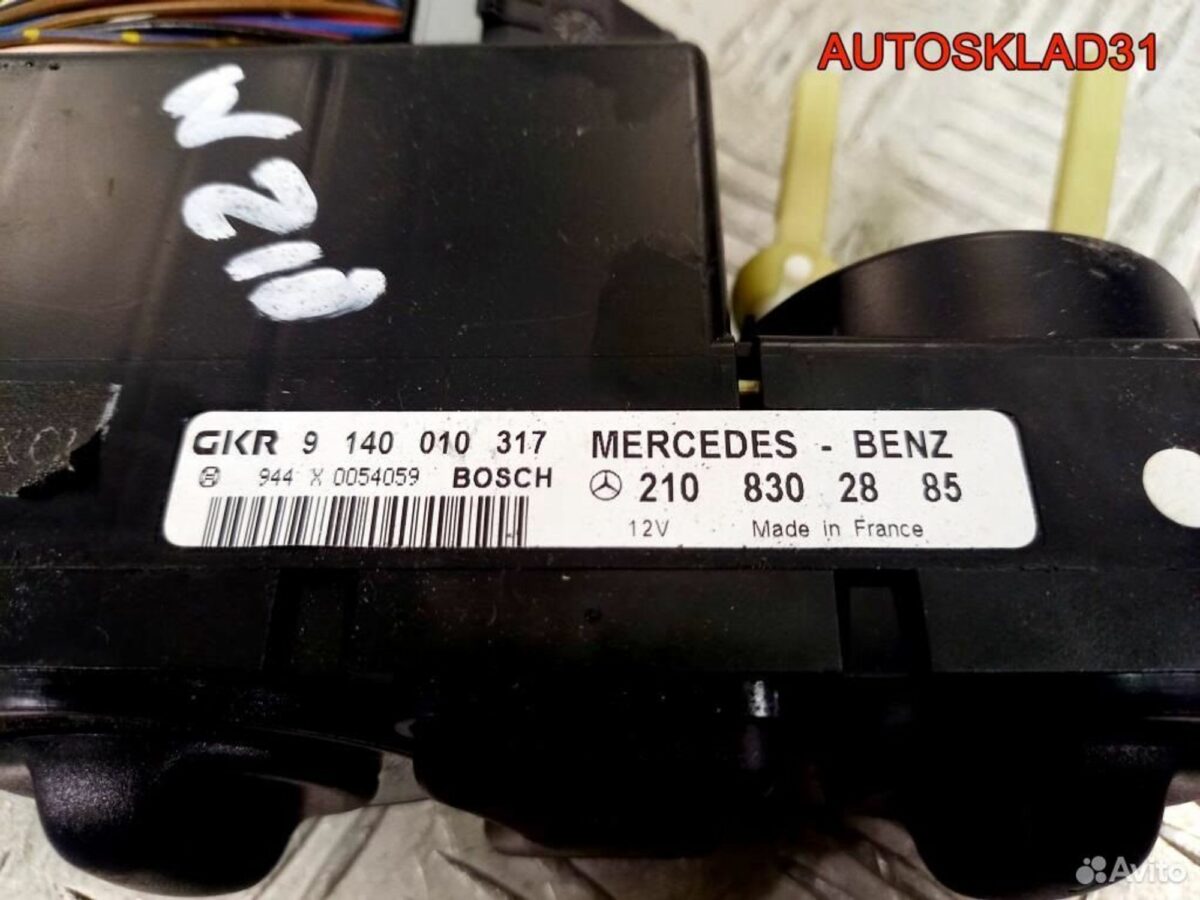 AUTOSKLAD31
W
210
GKR 9 140 010 317 MERCEDES - BENZ
944 X 0054059 BOSCH 210 830 28 85
12V Made in France
Avito